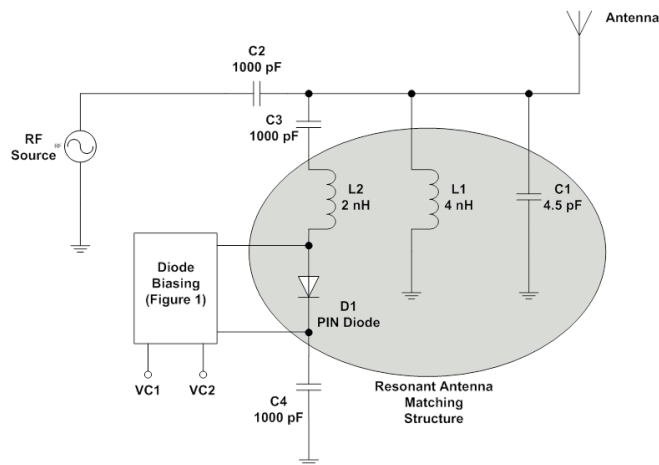 Antenna
C2
1000 pF
C3
1000 pF
RF
Source
RF
L2
2 nH
L1
4 nH
C1
4.5 pF
Diode
Biasing
(Figure 1)
D1
PIN Diode
VC1
VC2
C4
1000 pF
Resonant Antenna
Matching
Structure